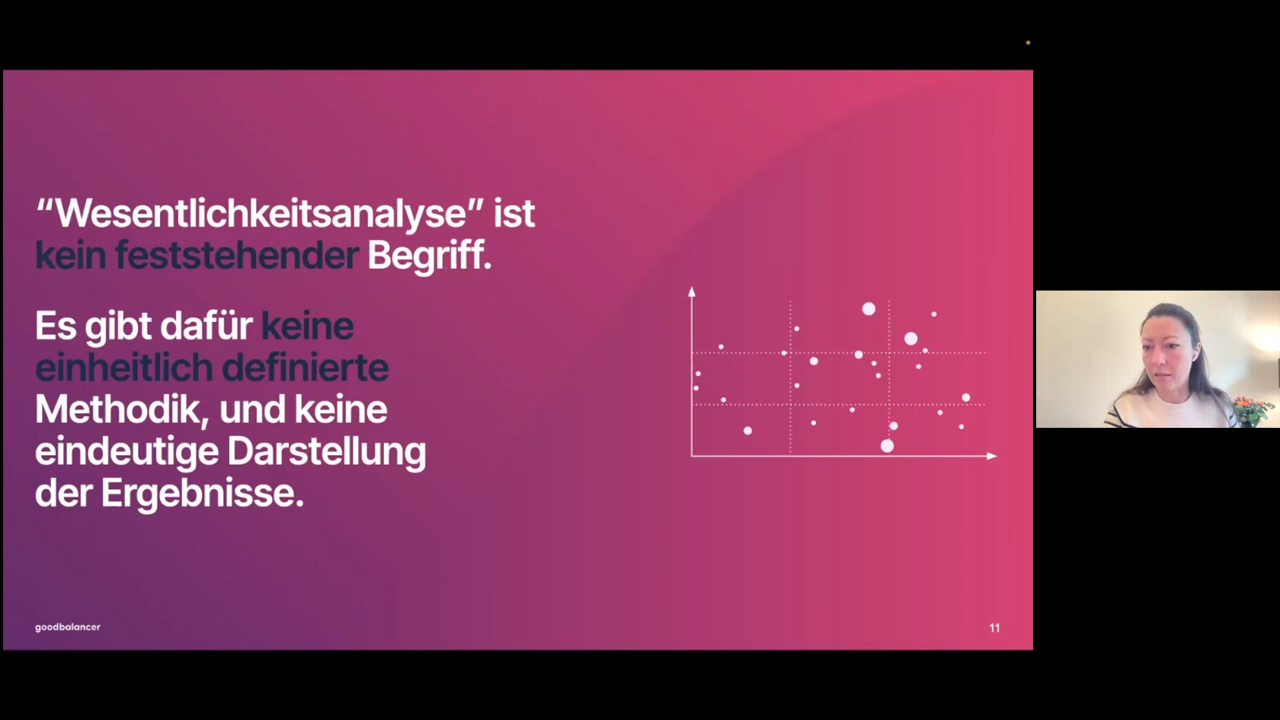 “Wesentlichkeitsanalyse” ist
kein feststehender Begriff.
Es gibt dafür keine
einheitlich definierte
Methodik, und keine
eindeutige Darstellung
der Ergebnisse.
goodbalancer
11